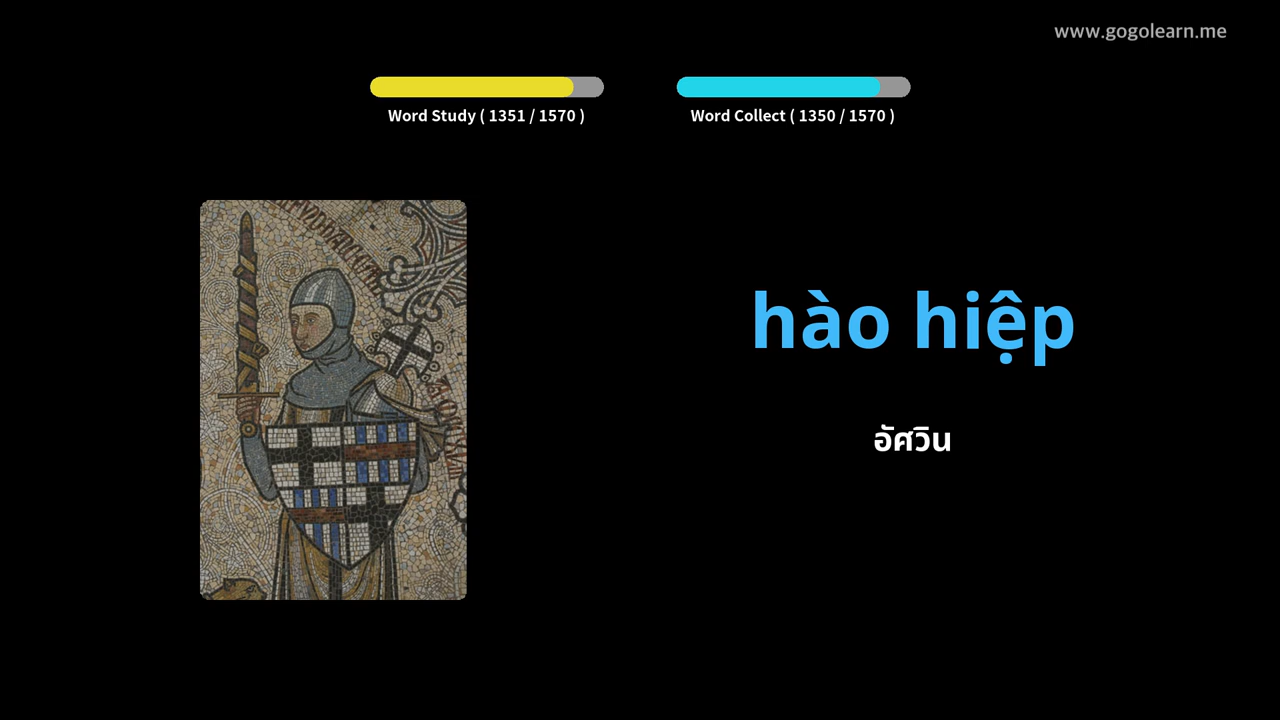 www.gogolearn.me
Word Study ( 1351 / 1570 )
Word Collect ( 1350 / 1570 )
hào hiệp
อัศวิน